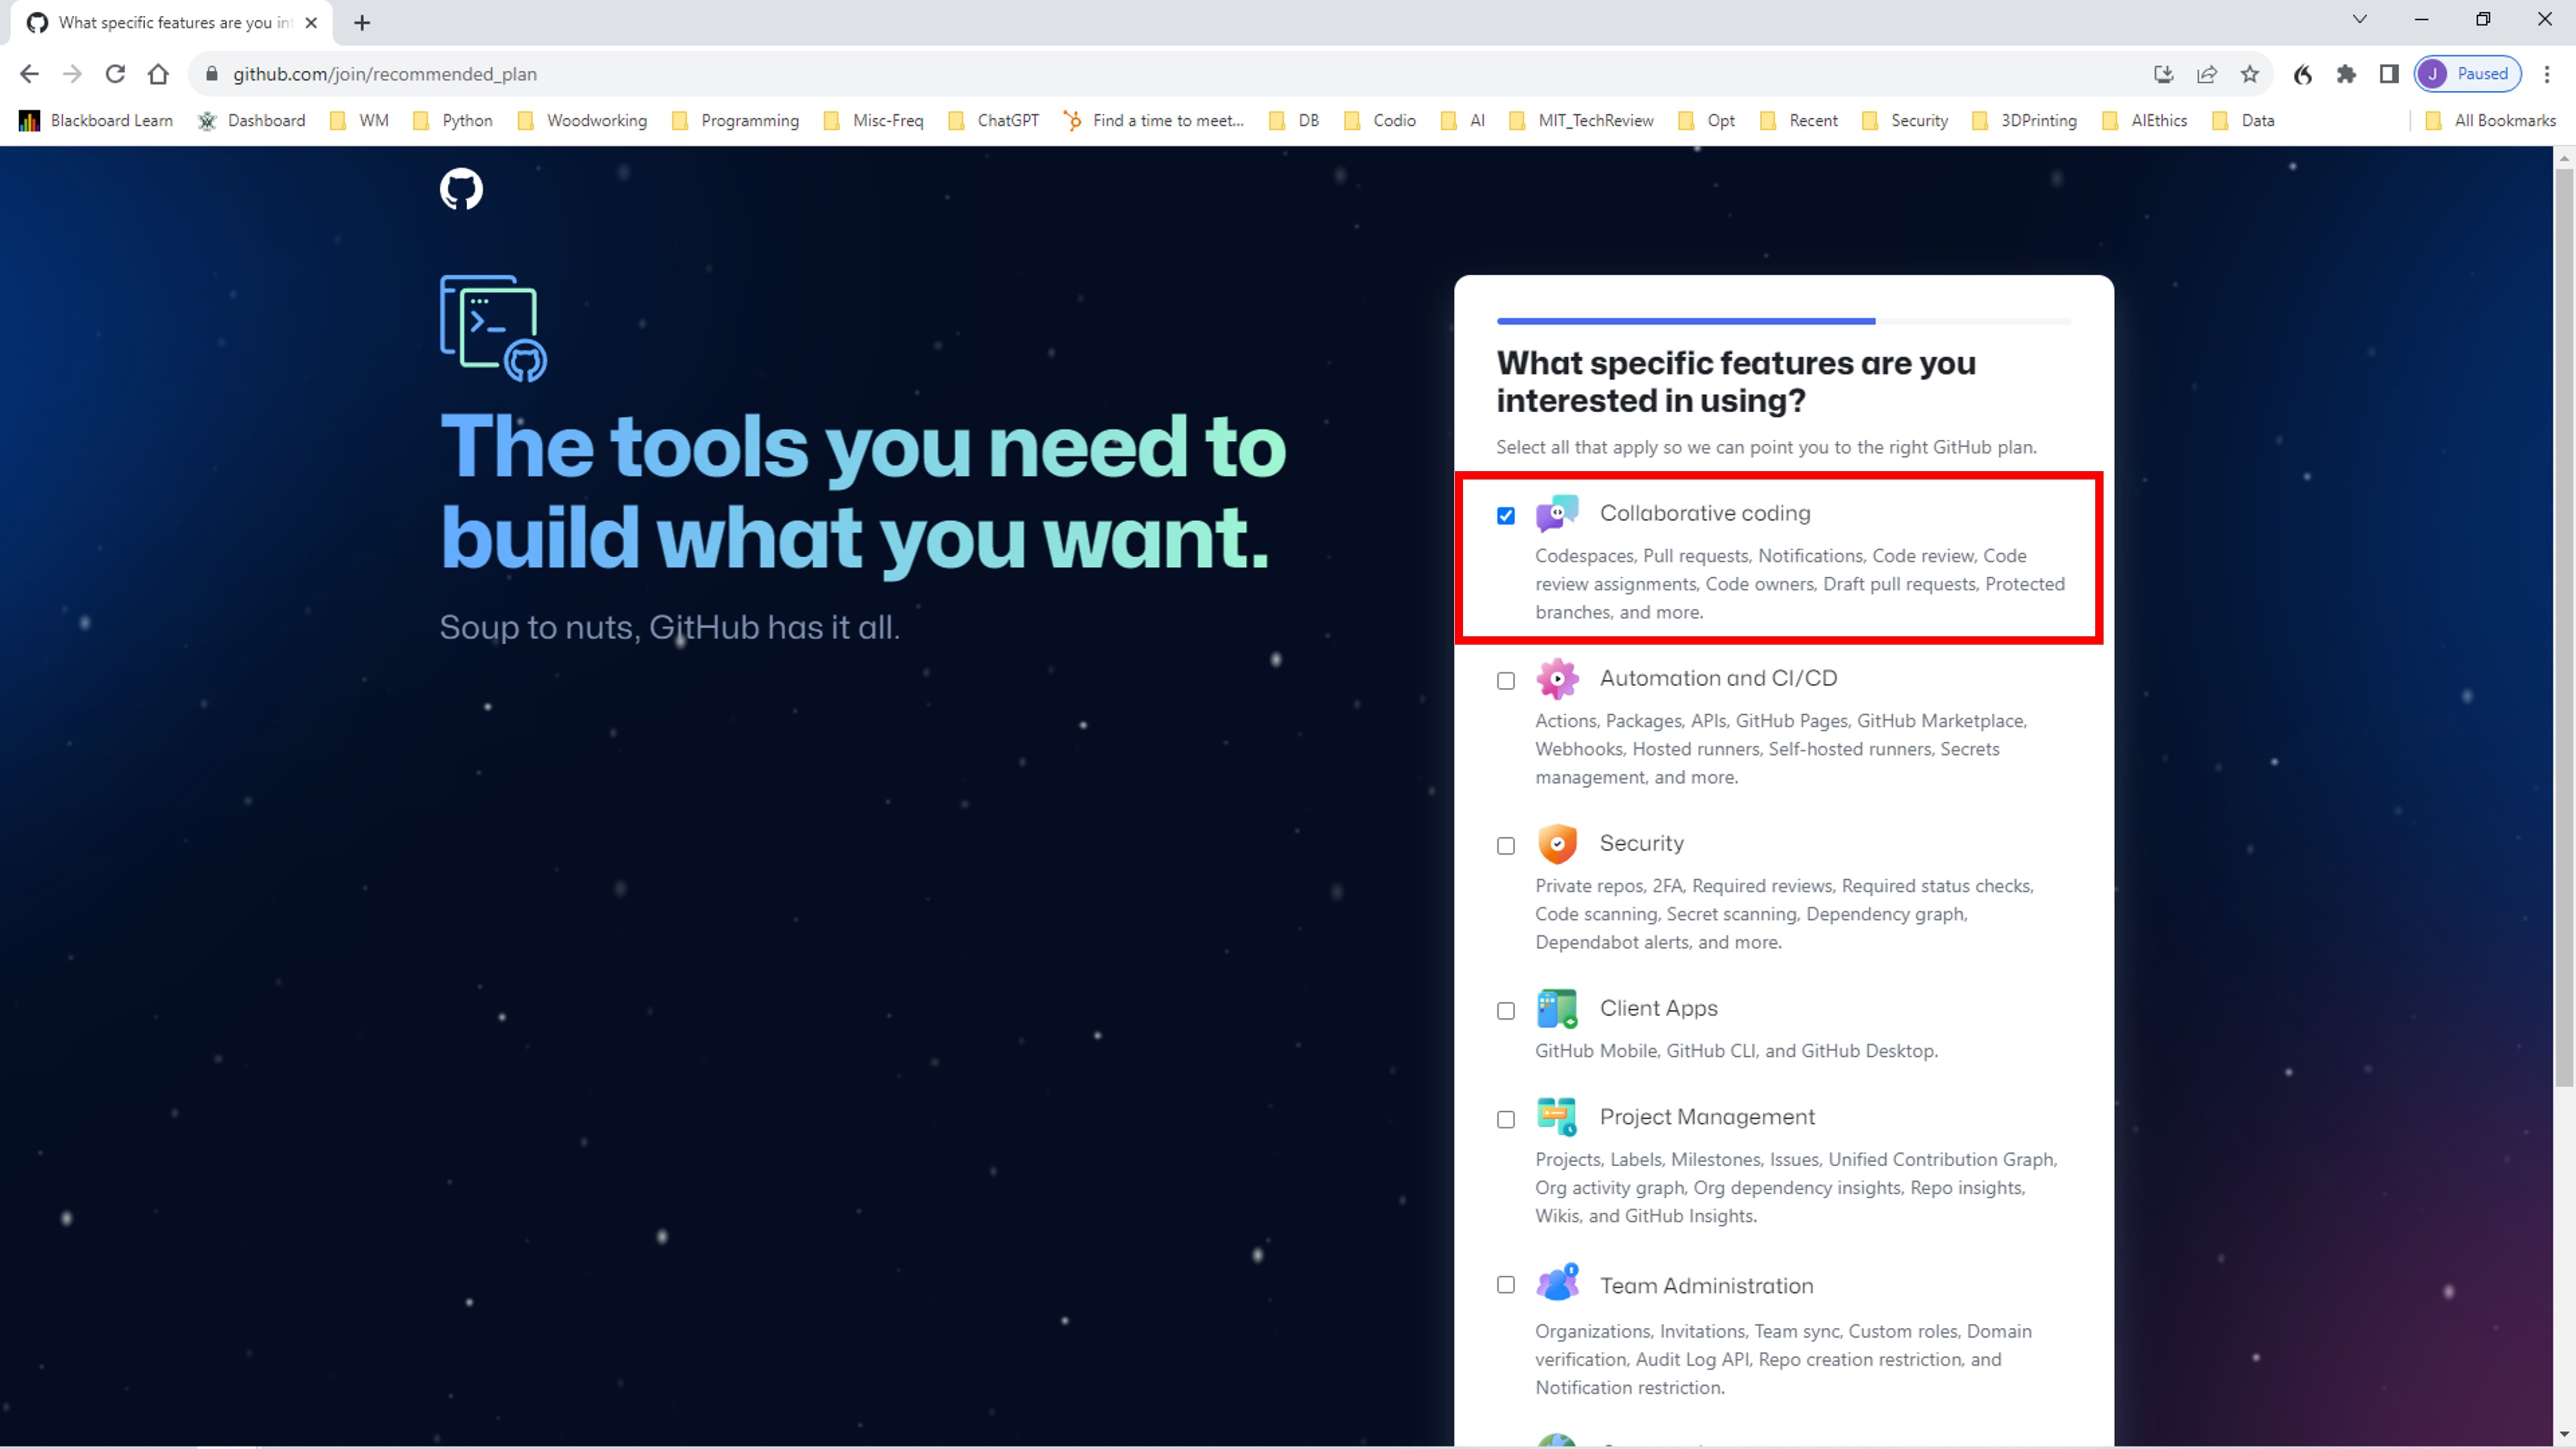 What specific features are you int
github.com/join/recommended_plan
J Paused
Blackboard Learn Dashboard WM Python Woodworking Programming Misc-Freq ChatGPT Find a time to meet... DB Codio AI MIT_TechReview Opt Recent Security 3DPrinting AIEthics Data All Bookmarks
The tools you need to
build what you want.
Soup to nuts, GitHub has it all.
What specific features are you
interested in using?
Select all that apply so we can point you to the right GitHub plan.
Collaborative coding
Codespaces, Pull requests, Notifications, Code review, Code
review assignments, Code owners, Draft pull requests, Protected
branches, and more.
Automation and CI/CD
Actions, Packages, APIs, GitHub Pages, GitHub Marketplace,
Webhooks, Hosted runners, Self-hosted runners, Secrets
management, and more.
Security
Private repos, 2FA, Required reviews, Required status checks,
Code scanning, Secret scanning, Dependency graph,
Dependabot alerts, and more.
Client Apps
GitHub Mobile, GitHub CLI, and GitHub Desktop.
Project Management
Projects, Labels, Milestones, Issues, Unified Contribution Graph,
Org activity graph, Org dependency insights, Repo insights,
Wikis, and GitHub Insights.
Team Administration
Organizations, Invitations, Team sync, Custom roles, Domain
verification, Audit Log API, Repo creation restriction, and
Notification restriction.